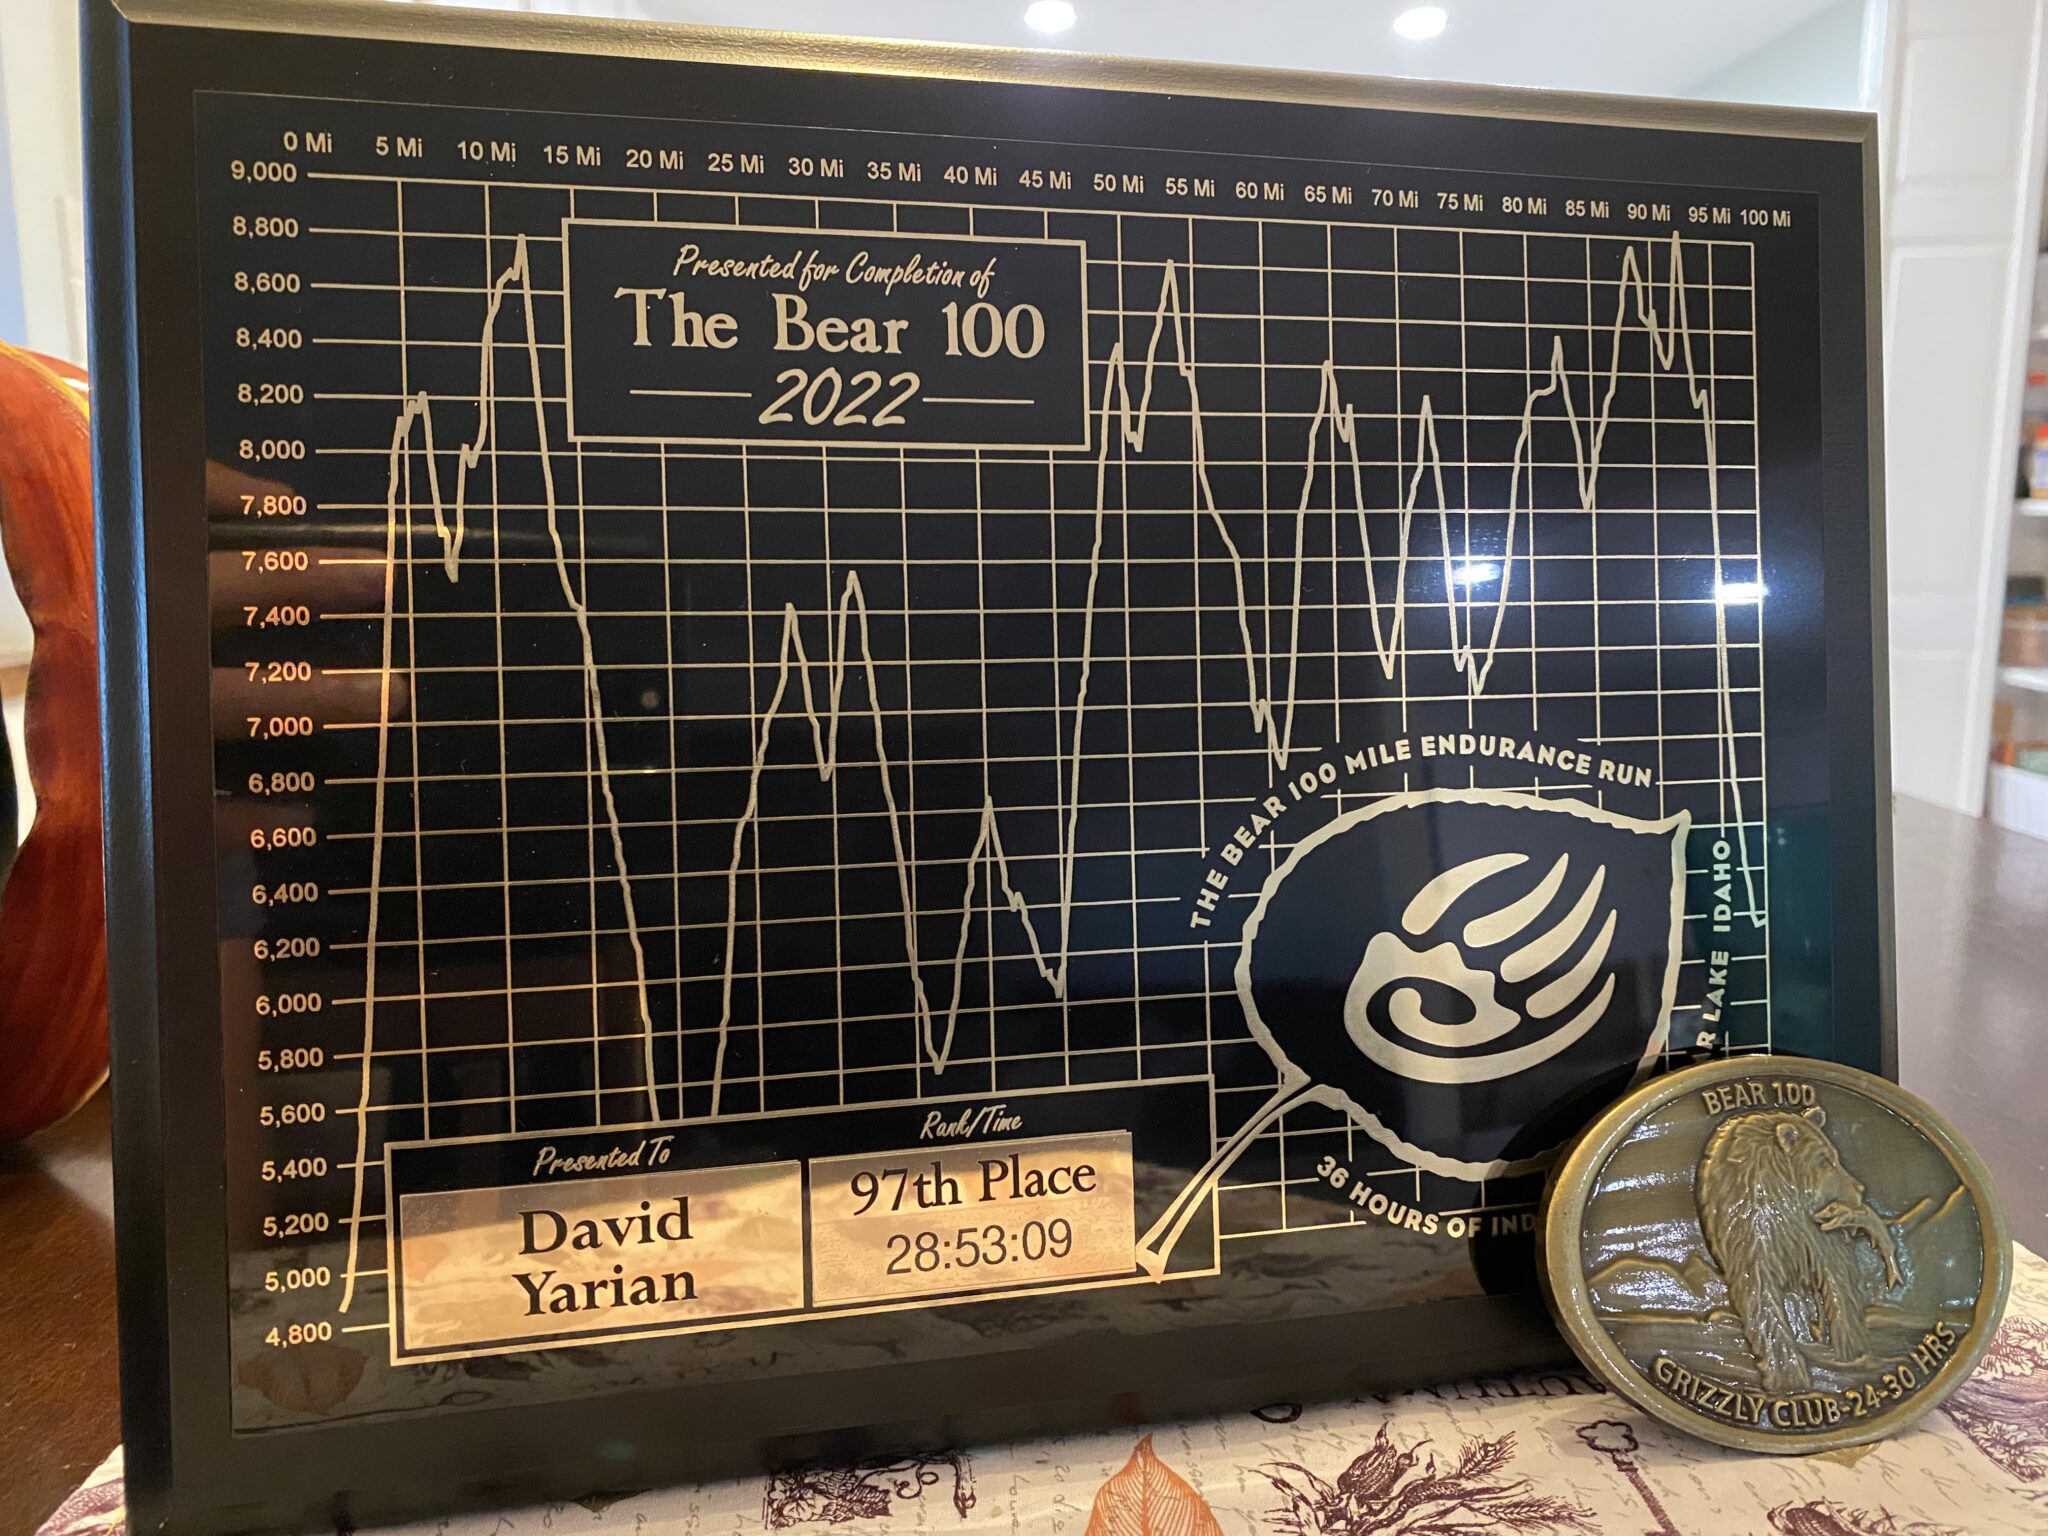 0 Mi 5 Mi 10 Mi 15 Mi 20 Mi 25 Mi 30 Mi 35 Mi 40 Mi 45 Mi 50 Mi 55 Mi 60 Mi 65 Mi 70 Mi 75 Mi 80 Mi 85 Mi 90 Mi 95 Mi 100 Mi
9,000
8,800
8,600
8,400
8,200
8,000
7,800
7,600
7,400
7,200
7,000
6,800
6,600
6,400
6,200
6,000
5,800
5,600
5,400
5,200
5,000
4,800
Presented for Completion of
The Bear 100
2022
THE BEAR 100 MILE ENDURANCE RUN
LAKE IDAHO
36 HOURS OF
Presented To
David
Yarian
Rank/Time
97th Place
28:53:09
BEAR 100
GRIZZLY CLUB-24-30 HRS